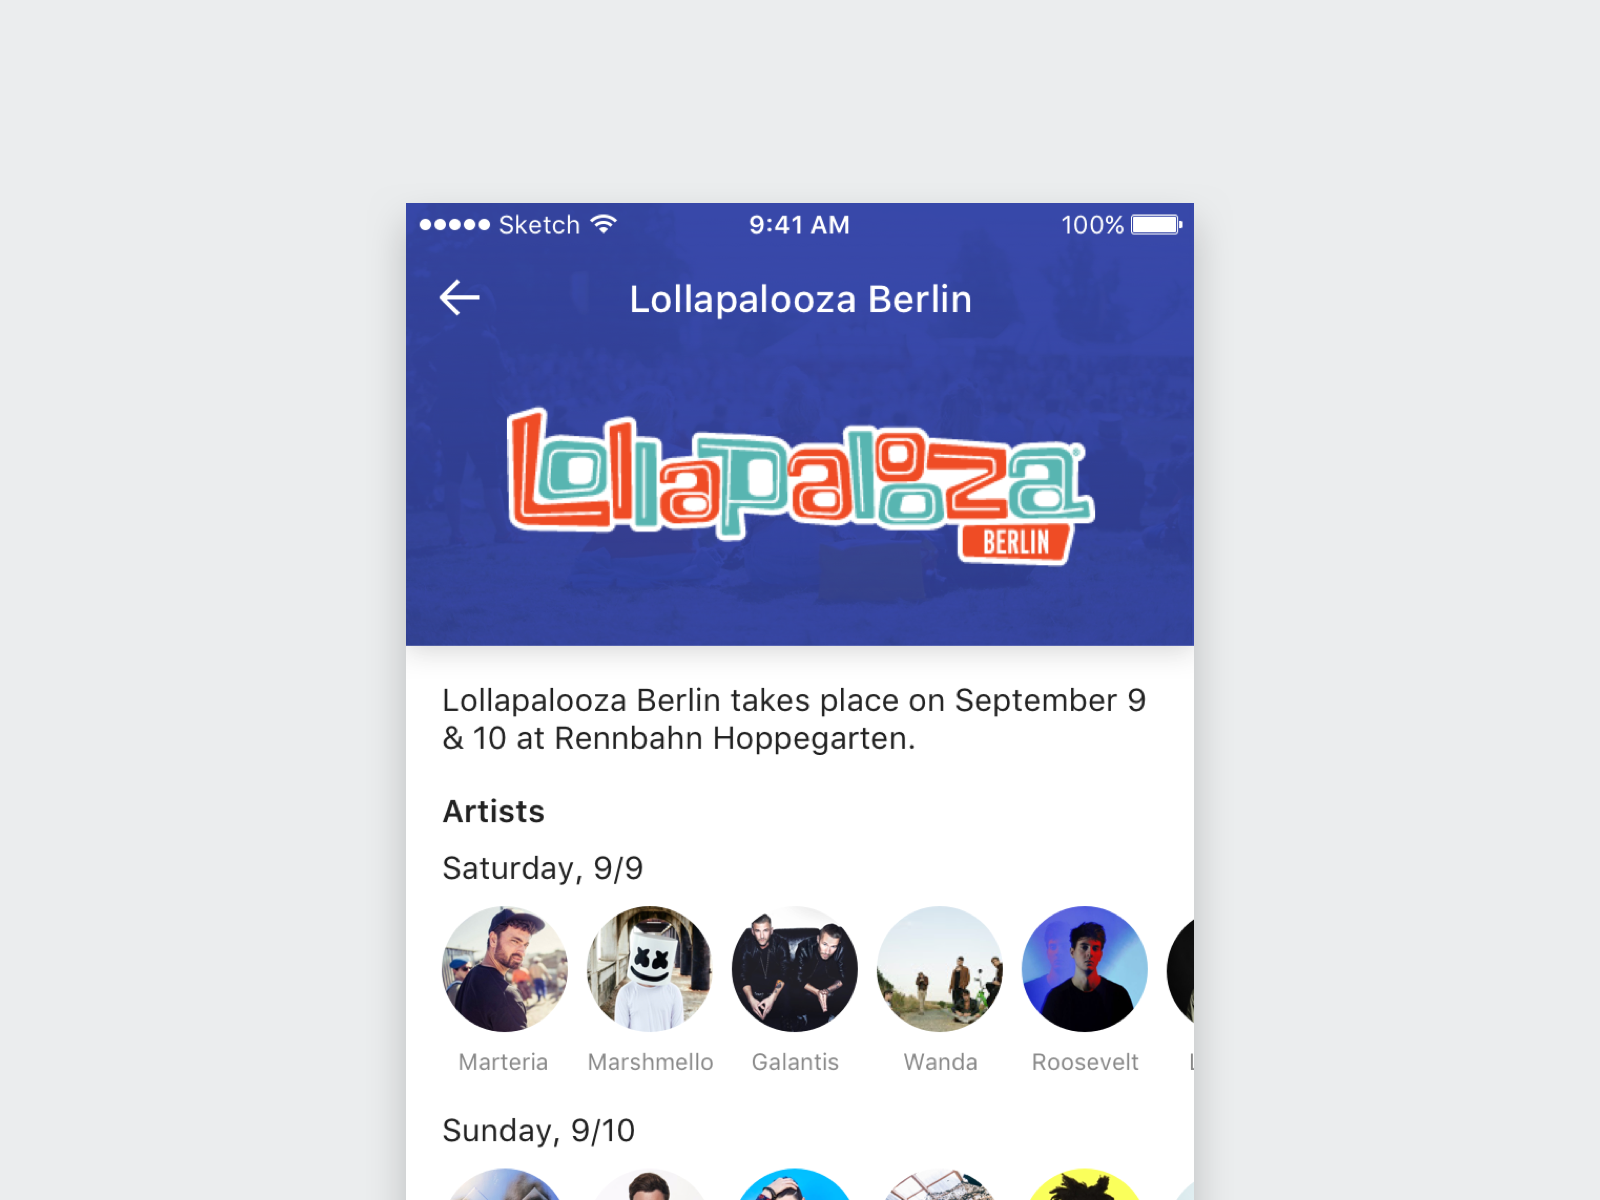 Sketch 9:41 AM 100%
Lollapalooza Berlin
Lollapalooza
BERLIN
Lollapalooza Berlin takes place on September 9
& 10 at Rennbahn Hoppegarten.
Artists
Saturday, 9/9
Marteria Marshmello Galantis Wanda Roosevelt
Sunday, 9/10